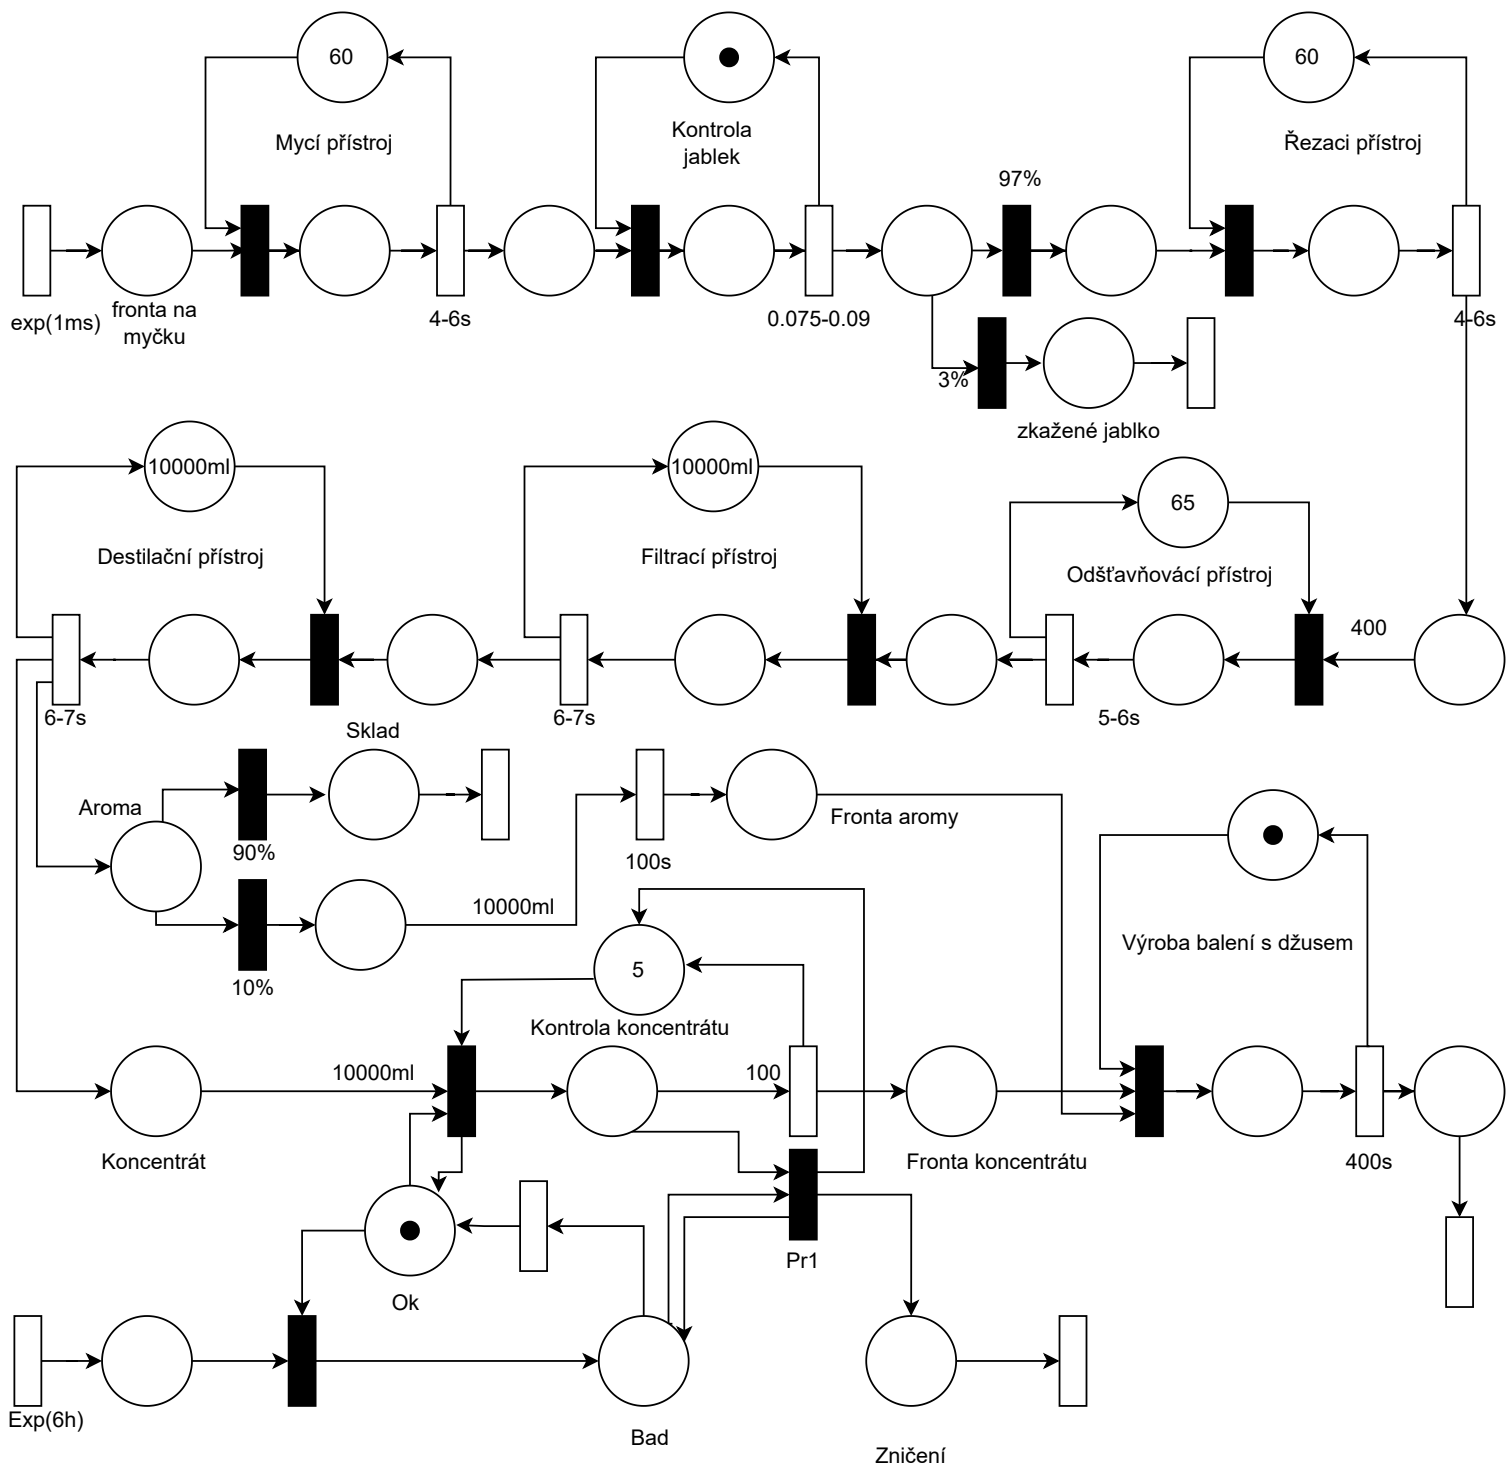 60
60
Mycí přístroj
Kontrola
jablek
Řezaci přístroj
97%
exp(1ms)
fronta na
myčku
4-6s
0.075-0.09
4-6s
3%
zkažené jablko
10000ml
10000ml
65
Destilační přístroj
Filtrací přístroj
Odšťavňovácí přístroj
400
6-7s
6-7s
5-6s
Sklad
Aroma
Fronta aromy
90%
100s
10000ml
Výroba balení s džusem
5
10%
Kontrola koncentrátu
10000ml
100
Koncentrát
Fronta koncentrátu
400s
Pr1
Ok
Exp(6h)
Bad
Zničení